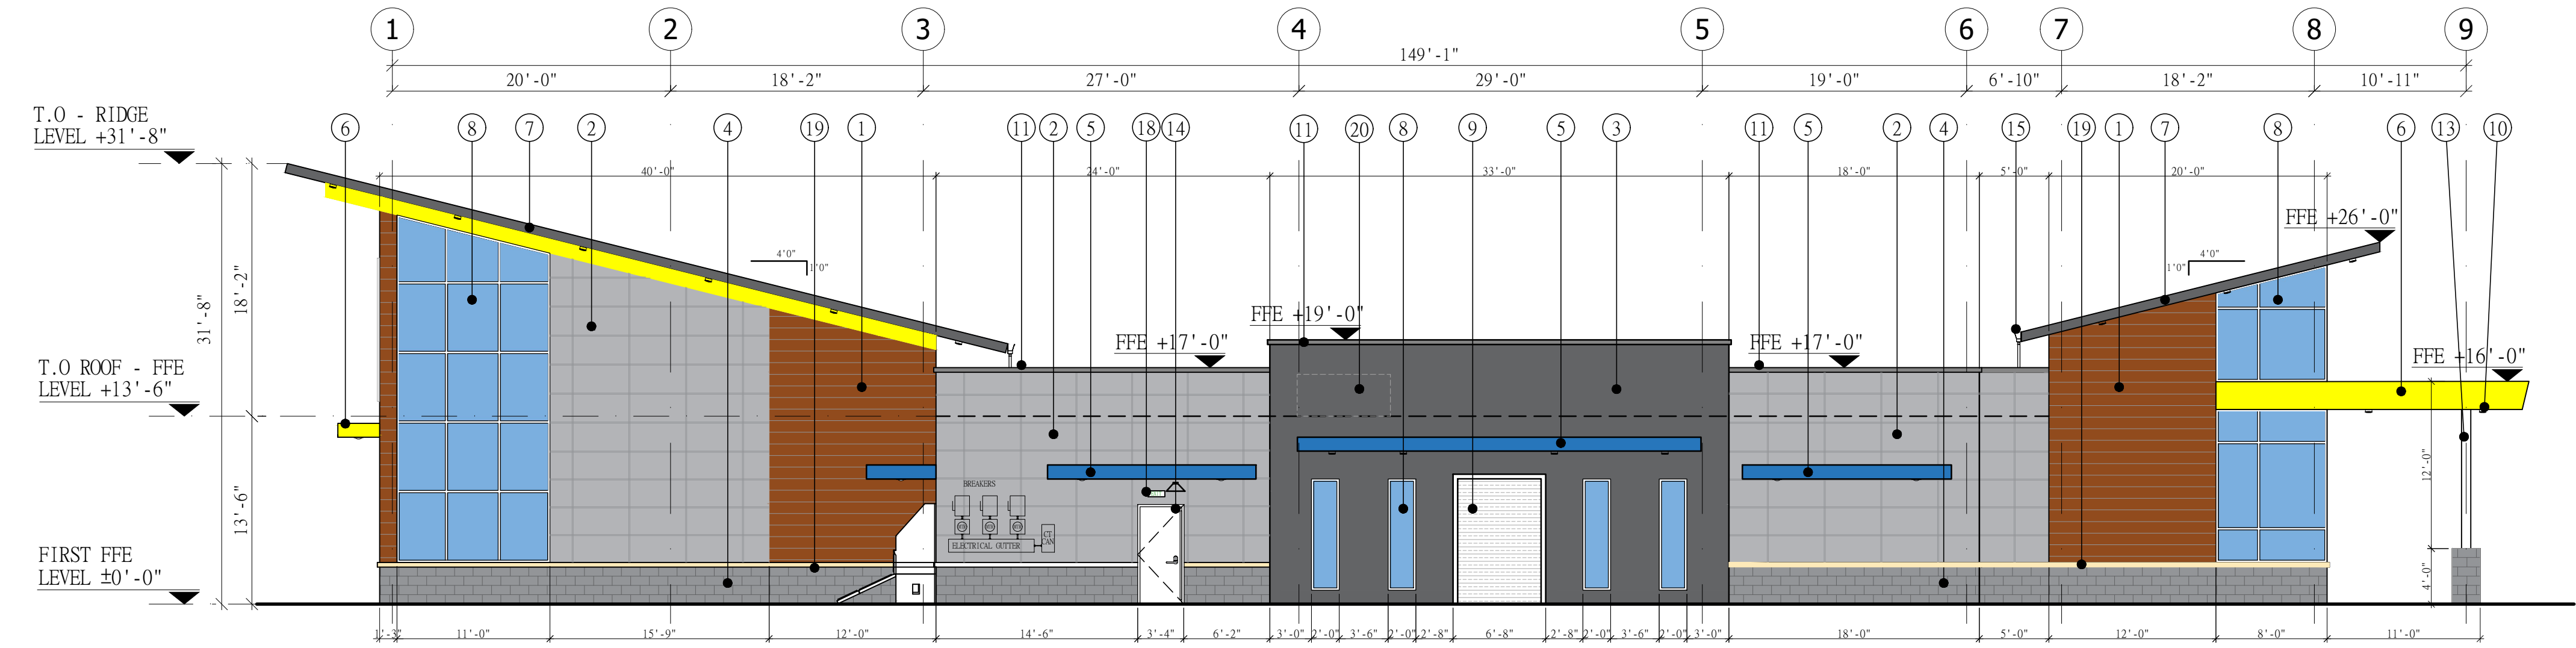 1 2 3 4 5 6 7 8 9
149'-1"
20'-0" 18'-2" 27'-0" 29'-0" 19'-0" 6'-10" 18'-2" 10'-11"
T.O - RIDGE
LEVEL +31'-8"
6 8 7 2 4 19 1 11 2 5 18 14 11 20 8 9 5 3 11 5 2 4 15 19 1 7 8 6 13 10
40'-0" 24'-0" 33'-0" 18'-0" 5'-0" 20'-0"
FFE +26'-0"
4'0"
1'0"
4'0"
1'0"
31'-8"
18'-2"
FFE +19'-0"
FFE +17'-0"
FFE +17'-0"
FFE +16'-0"
T.O ROOF - FFE
LEVEL +13'-6"
13'-6"
12'-0"
4'-0"
BREAKERS
ELECTRICAL GUTTER
CT
CAN
FIRST FFE
LEVEL ±0'-0"
1'-3" 11'-0" 15'-9" 12'-0" 14'-6" 3'-4" 6'-2" 3'-0" 2'-0" 3'-6" 2'-0" 2'-8" 6'-8" 2'-8" 2'-0" 3'-6" 2'-0" 3'-0" 18'-0" 5'-0" 12'-0" 8'-0" 11'-0"